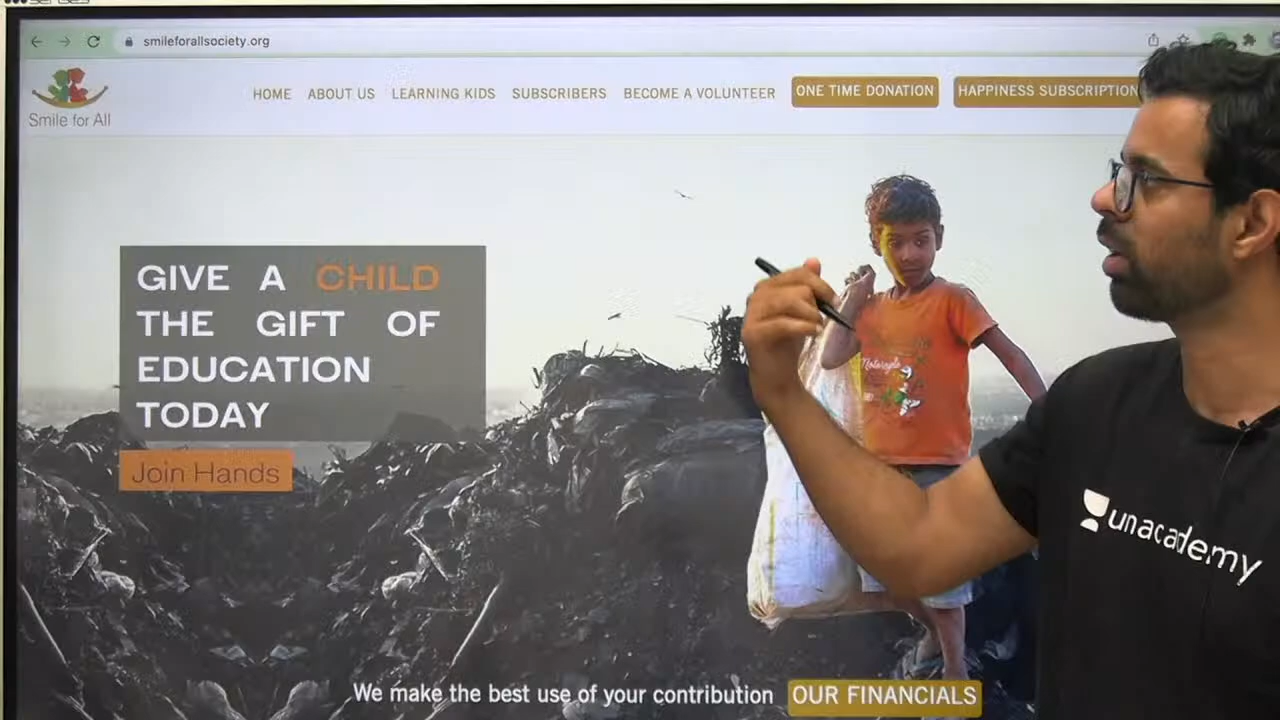 smileforallsociety.org
Smile for All
HOME ABOUT US LEARNING KIDS SUBSCRIBERS BECOME A VOLUNTEER ONE TIME DONATION HAPPINESS SUBSCRIPTION
GIVE A CHILD
THE GIFT OF
EDUCATION
TODAY
Join Hands
Motorcycle
unacademy
We make the best use of your contribution OUR FINANCIALS